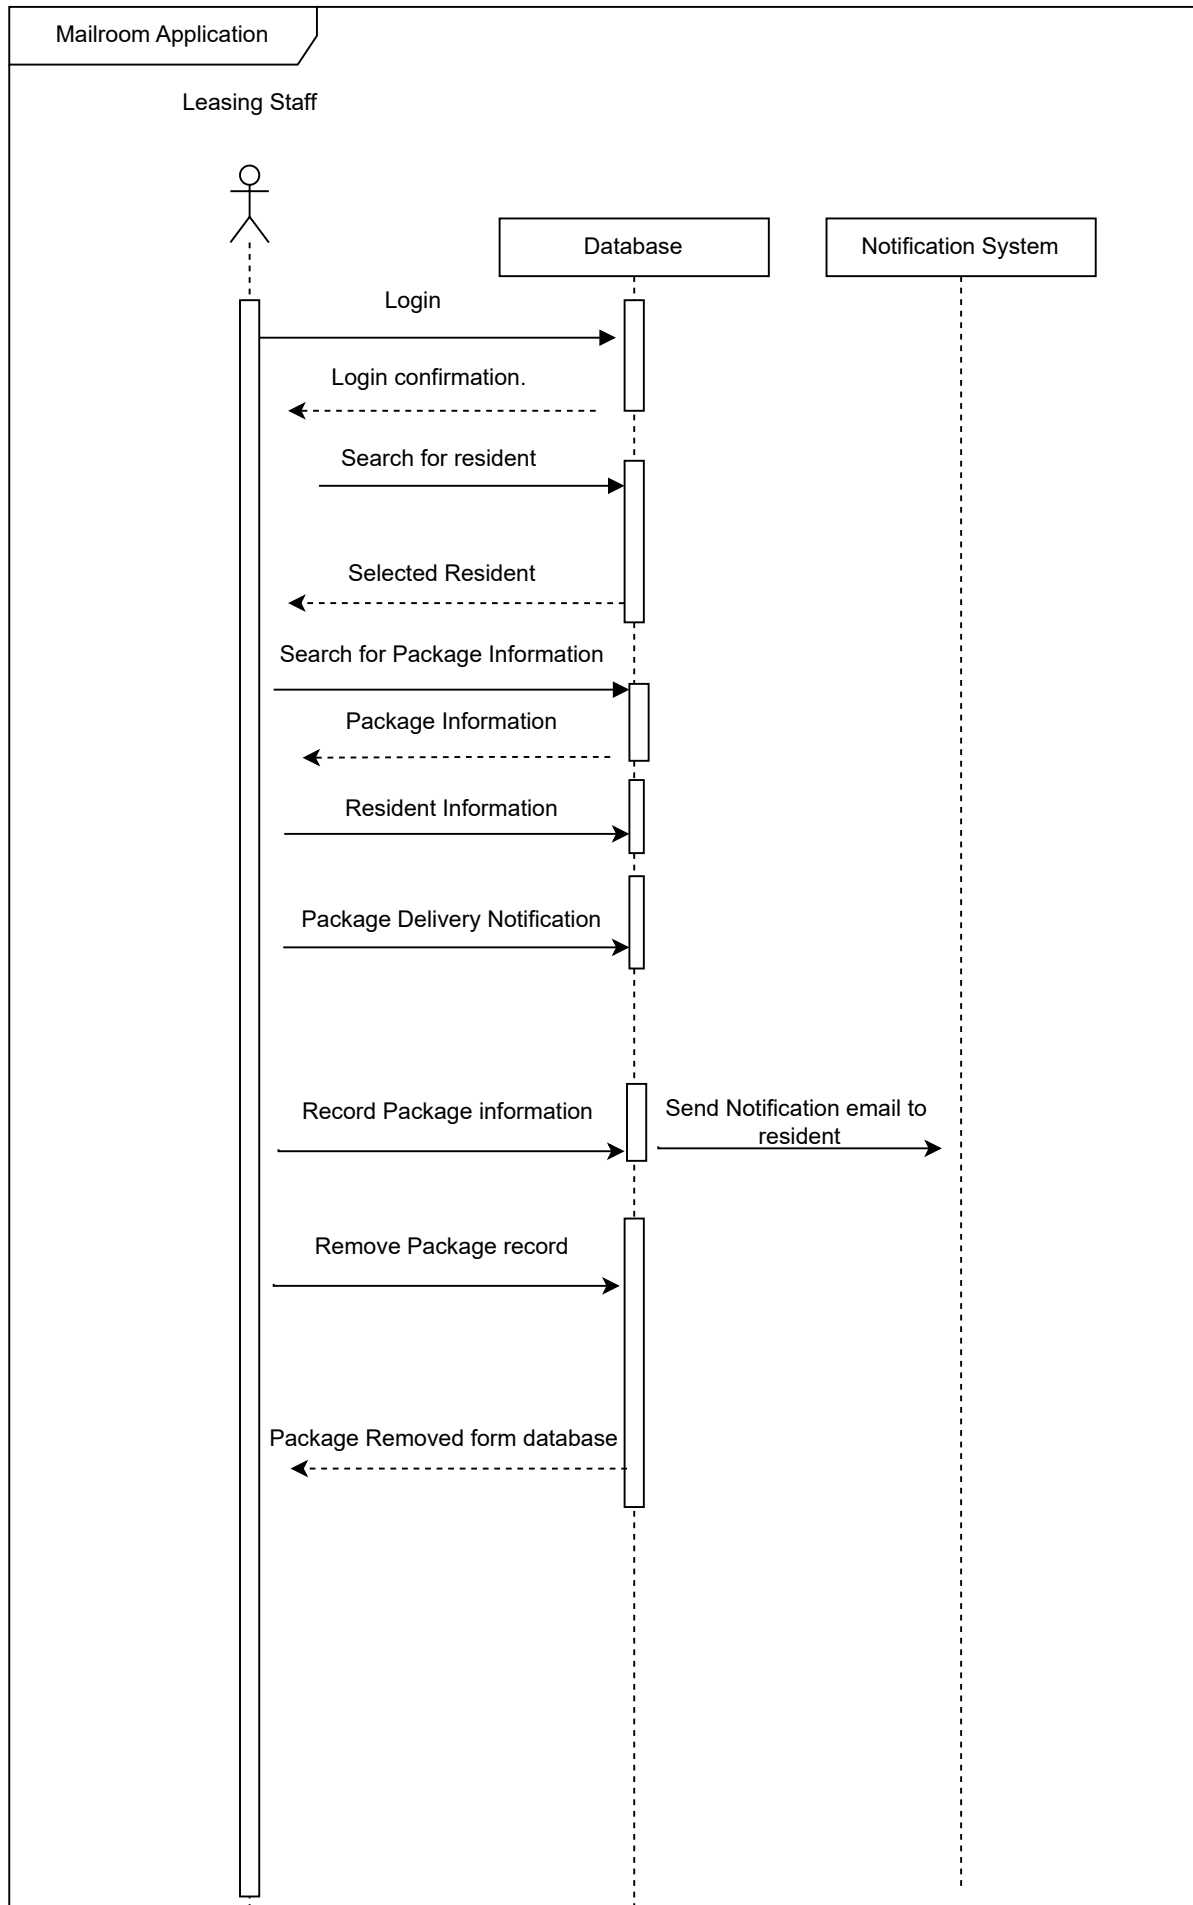 Mailroom Application
Leasing Staff
Database
Notification System
Login
Login confirmation.
Search for resident
Selected Resident
Search for Package Information
Package Information
Resident Information
Package Delivery Notification
Record Package information
Send Notification email to
resident
Remove Package record
Package Removed form database